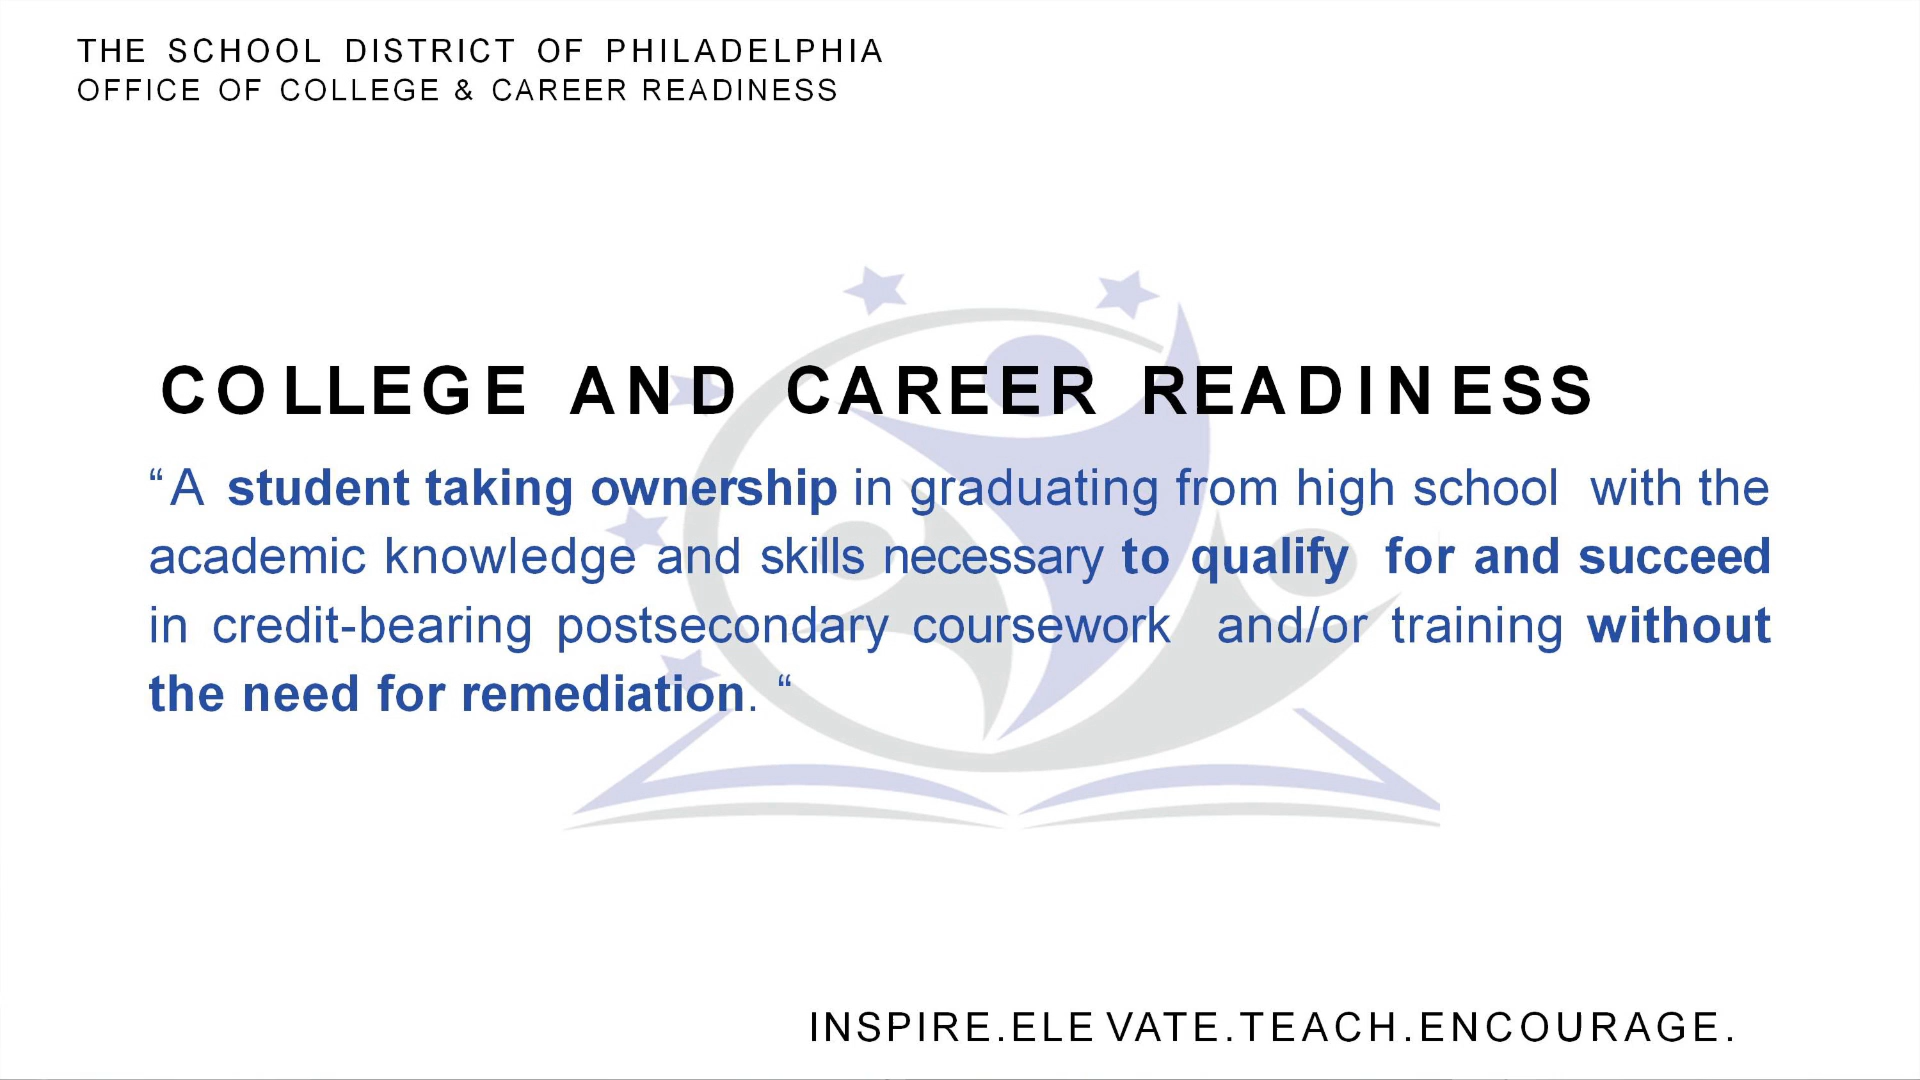 THE SCHOOL DISTRICT OF PHILADELPHIA
OFFICE OF COLLEGE & CAREER READINESS
COLLEGE AND CAREER READINESS
“A student taking ownership in graduating from high school with the
academic knowledge and skills necessary to qualify for and succeed
in credit-bearing postsecondary coursework and/or training without
the need for remediation. “
INSPIRE.ELEVATE.TEACH.ENCOURAGE.